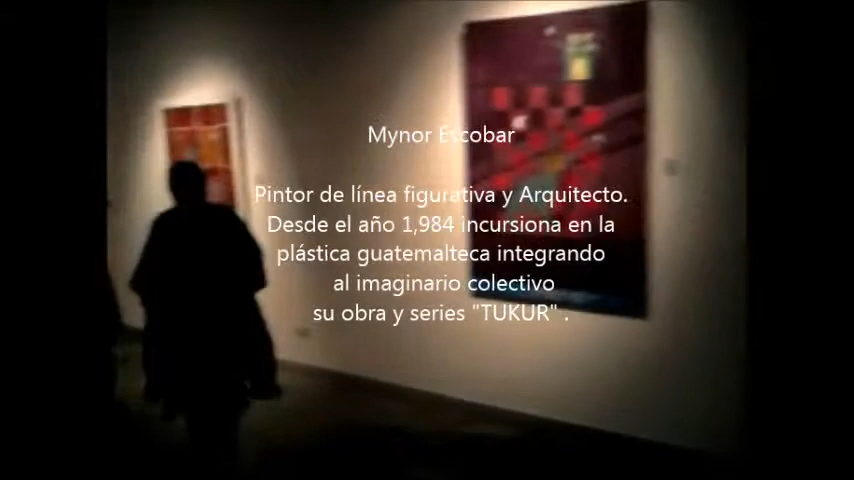 Mynor Escobar
Pintor de línea figurativa y Arquitecto.
Desde el año 1,984 incursiona en la
plástica guatemalteca integrando
al imaginario colectivo
su obra y series "TUKUR" .